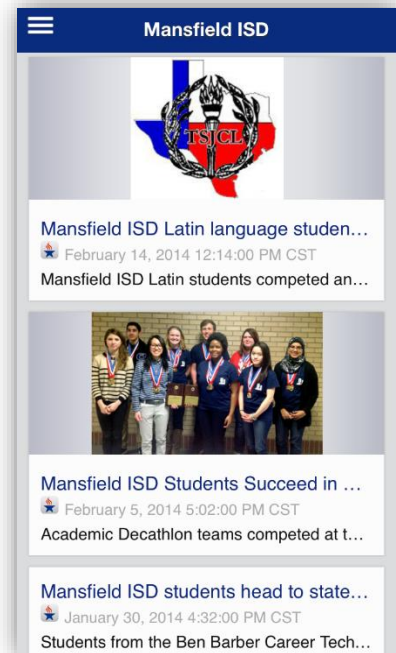 Mansfield ISD
TSJCL
Mansfield ISD Latin language studen...
February 14, 2014 12:14:00 PM CST
Mansfield ISD Latin students competed an...
Mansfield ISD Students Succeed in ...
February 5, 2014 5:02:00 PM CST
Academic Decathlon teams competed at t...
Mansfield ISD students head to state...
January 30, 2014 4:32:00 PM CST
Students from the Ben Barber Career Tech...